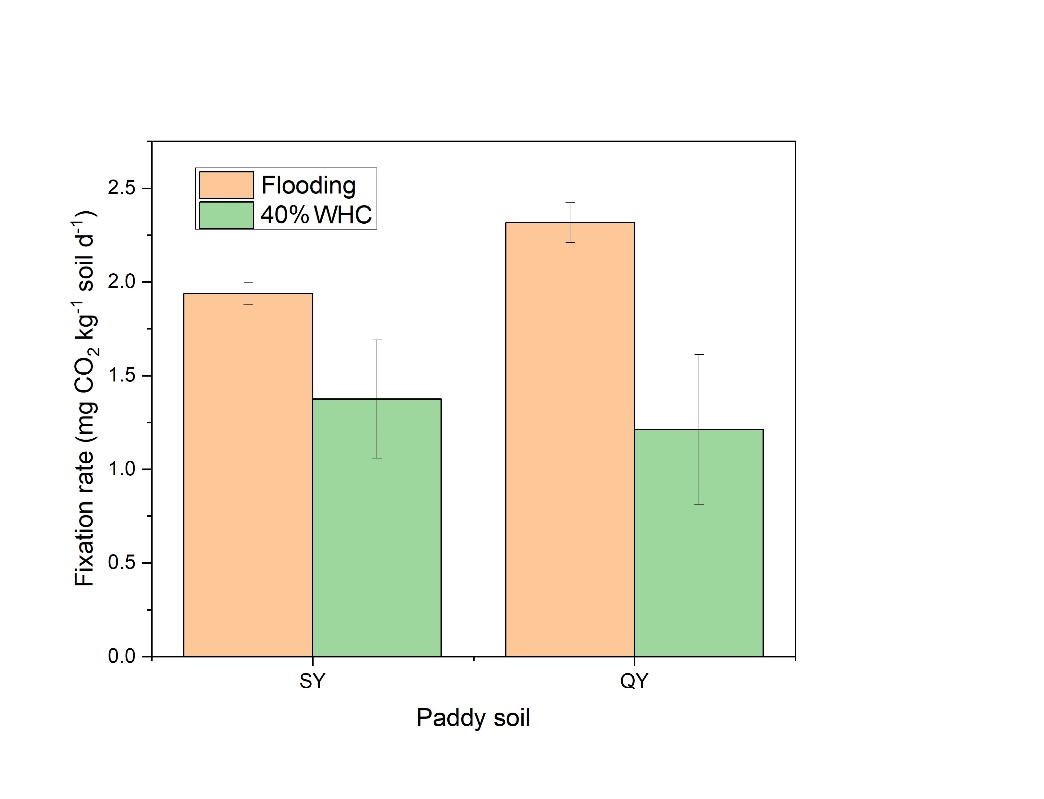 Flooding
40% WHC
2.5
2.0
1.5
1.0
0.5
0.0
Fixation rate (mg CO₂ kg⁻¹ soil d⁻¹)
SY QY
Paddy soil